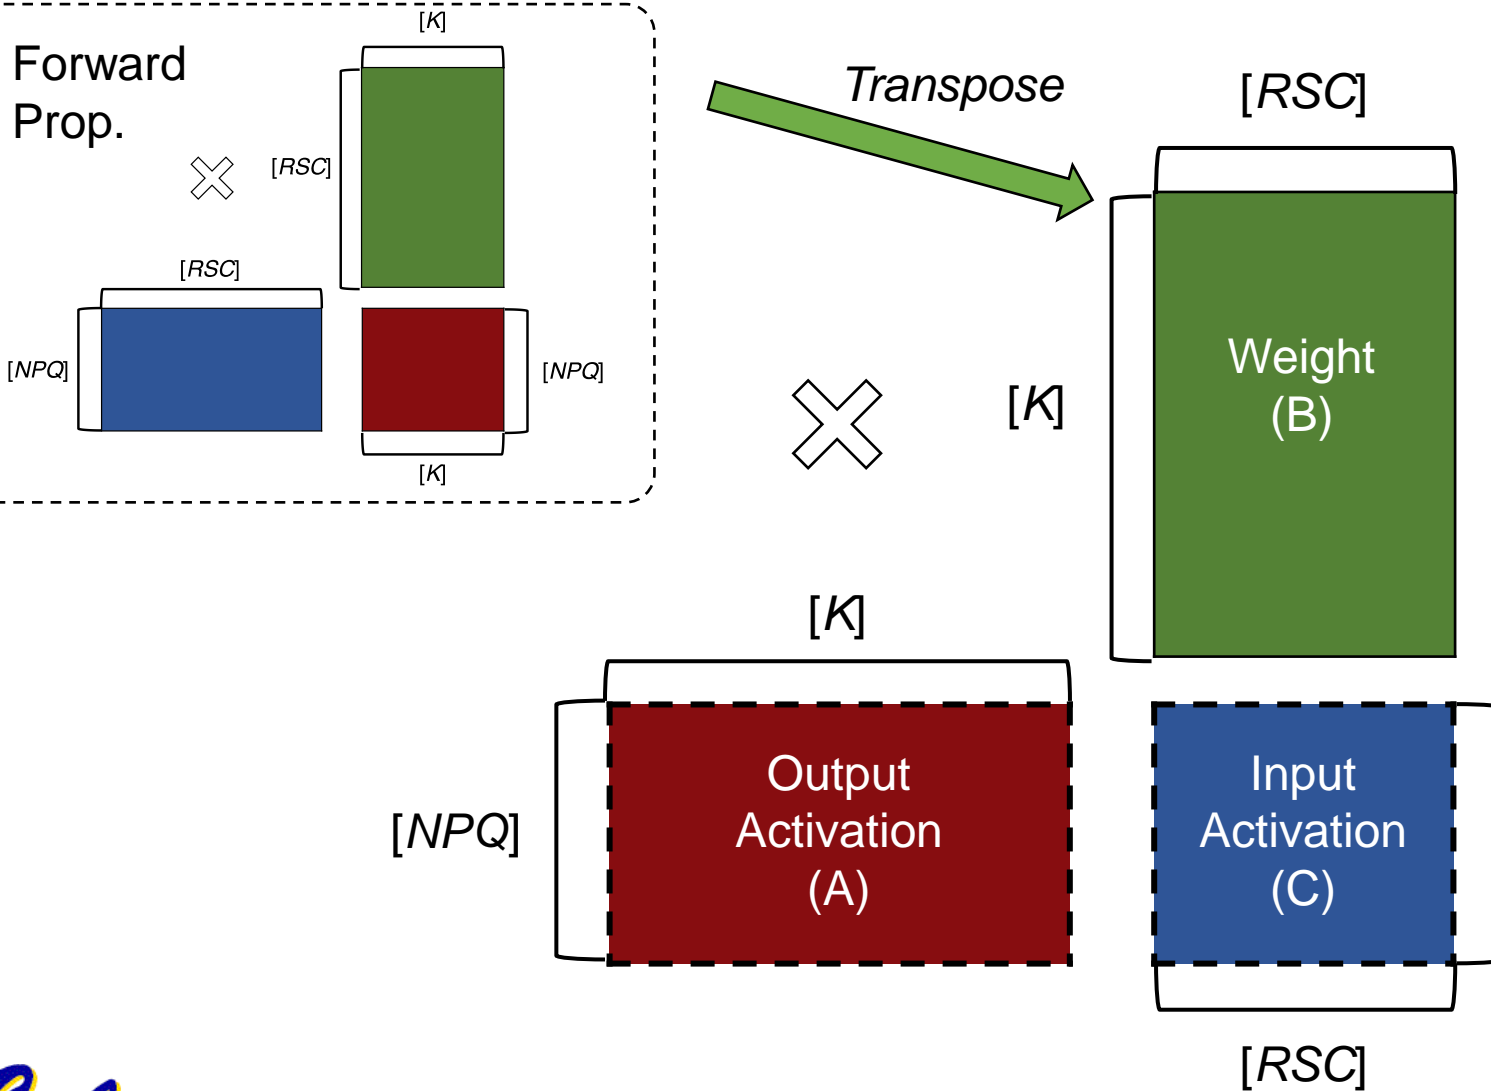 Forward
Prop.
[K]
[RSC]
[RSC]
[NPQ]
[NPQ]
[K]
Transpose
[RSC]
[K]
Weight
(B)
[K]
[NPQ]
Output
Activation
(A)
Input
Activation
(C)
[RSC]